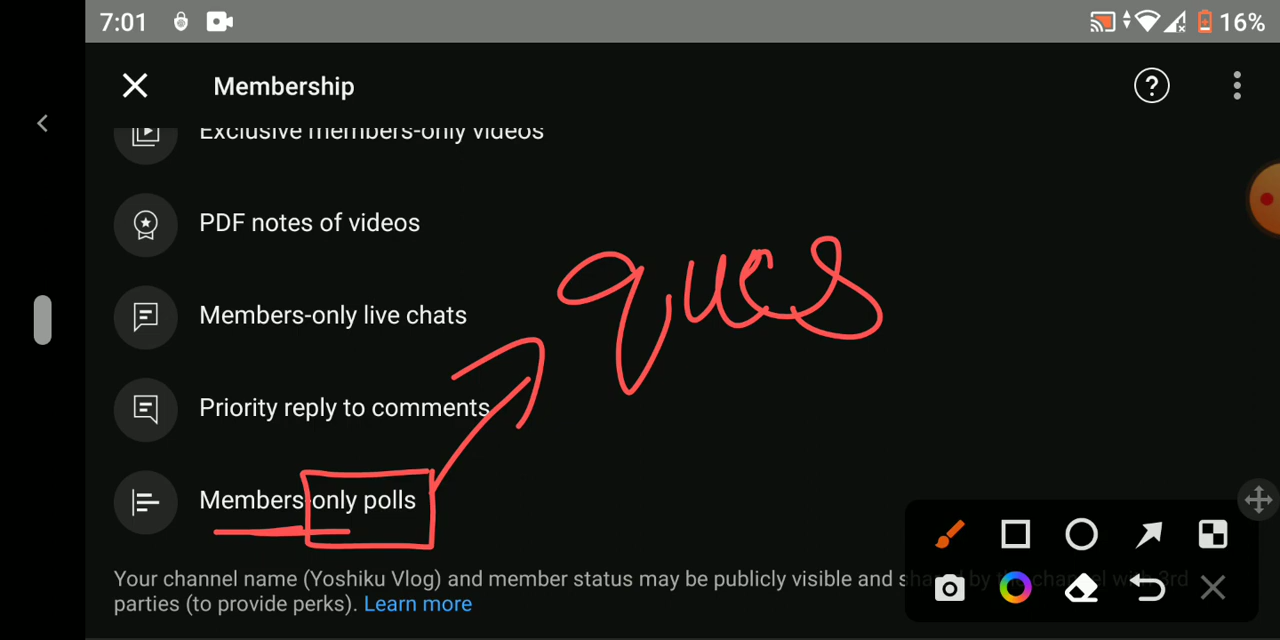 7:01 16%
Membership
Exclusive members-only videos
PDF notes of videos
ques
Members-only live chats
Priority reply to comments
Members-only polls
Your channel name (Yoshiku Vlog) and member status may be publicly visible and shared by the channel with 3rd
parties (to provide perks). Learn more